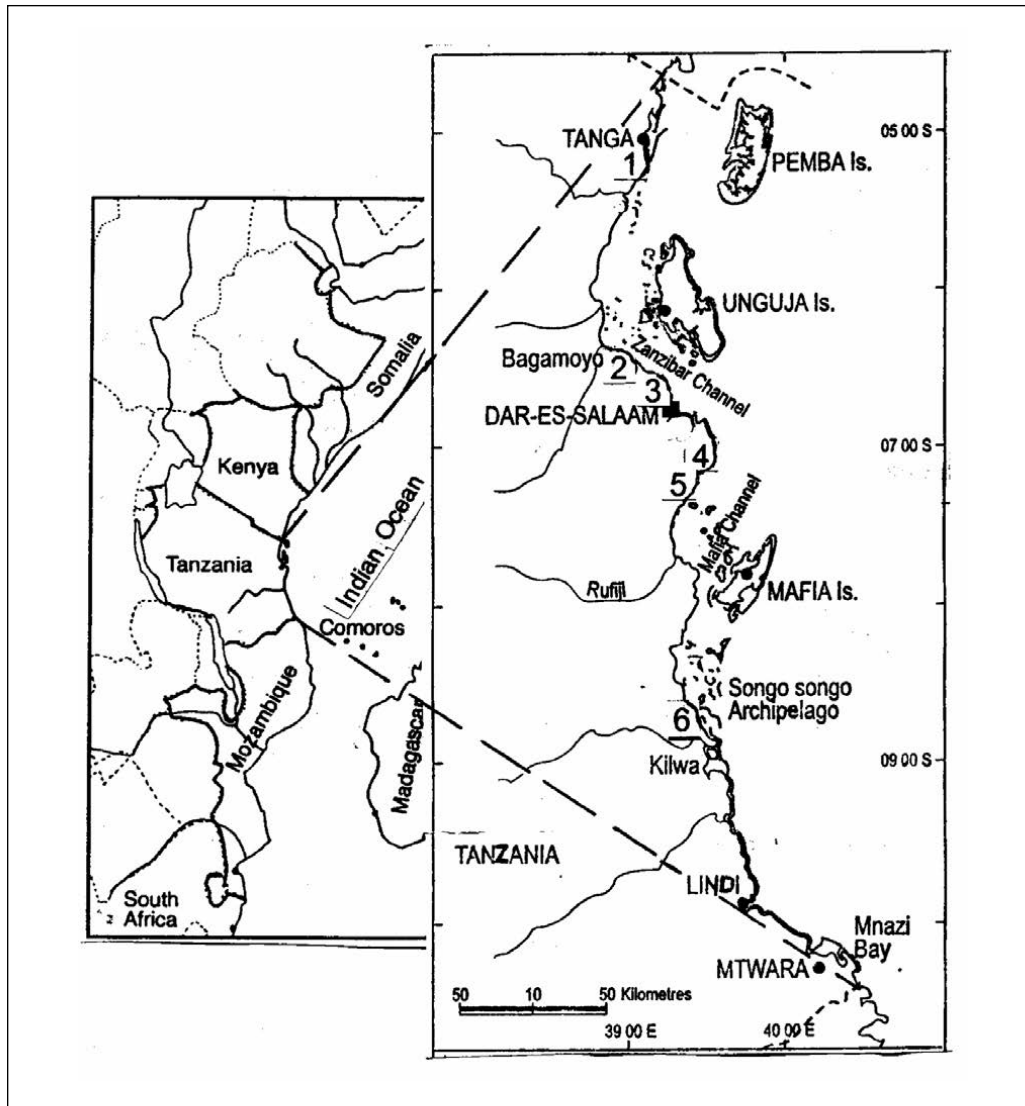 Somalia
Kenya
Tanzania
Indian Ocean
Comoros
Mozambique
Madagascar
South
Africa
05 00 S
TANGA
1
PEMBA Is.
UNGUJA Is.
Zanzibar Channel
Bagamoyo
2
3
DAR-ES-SALAAM
07 00 S
4
5
Mafia Channel
Rufiji
MAFIA Is.
Songo songo
Archipelago
6
Kilwa
09 00 S
TANZANIA
LINDI
Mnazi
Bay
MTWARA
50 10 50 Kilometres
39 00 E 40 00 E